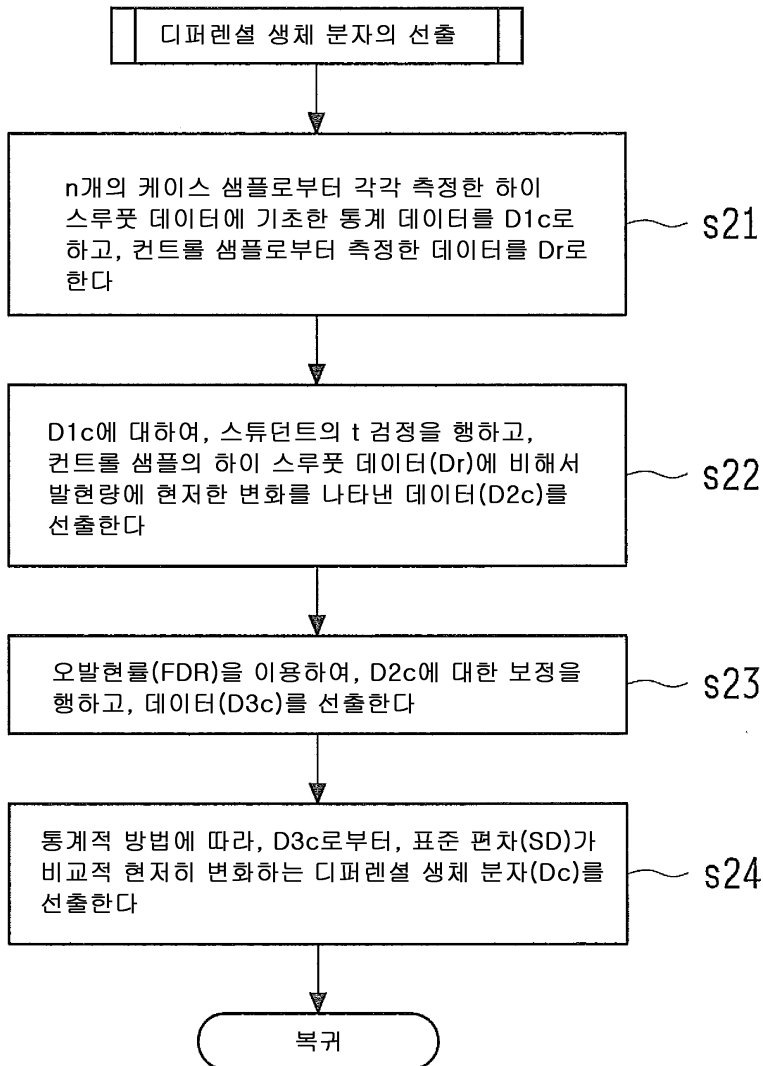 디퍼렌셜 생체 분자의 선출
n개의 케이스 샘플로부터 각각 측정한 하이
스루풋 데이터에 기초한 통계 데이터를 D1c로
하고, 컨트롤 샘플로부터 측정한 데이터를 Dr로
한다
s21
D1c에 대하여, 스튜던트의 t 검정을 행하고,
컨트롤 샘플의 하이 스루풋 데이터(Dr)에 비해서
발현량에 현저한 변화를 나타낸 데이터(D2c)를
선출한다
s22
오발현률(FDR)을 이용하여, D2c에 대한 보정을
행하고, 데이터(D3c)를 선출한다
s23
통계적 방법에 따라, D3c로부터, 표준 편차(SD)가
비교적 현저히 변화하는 디퍼렌셜 생체 분자(Dc)를
선출한다
s24
복귀